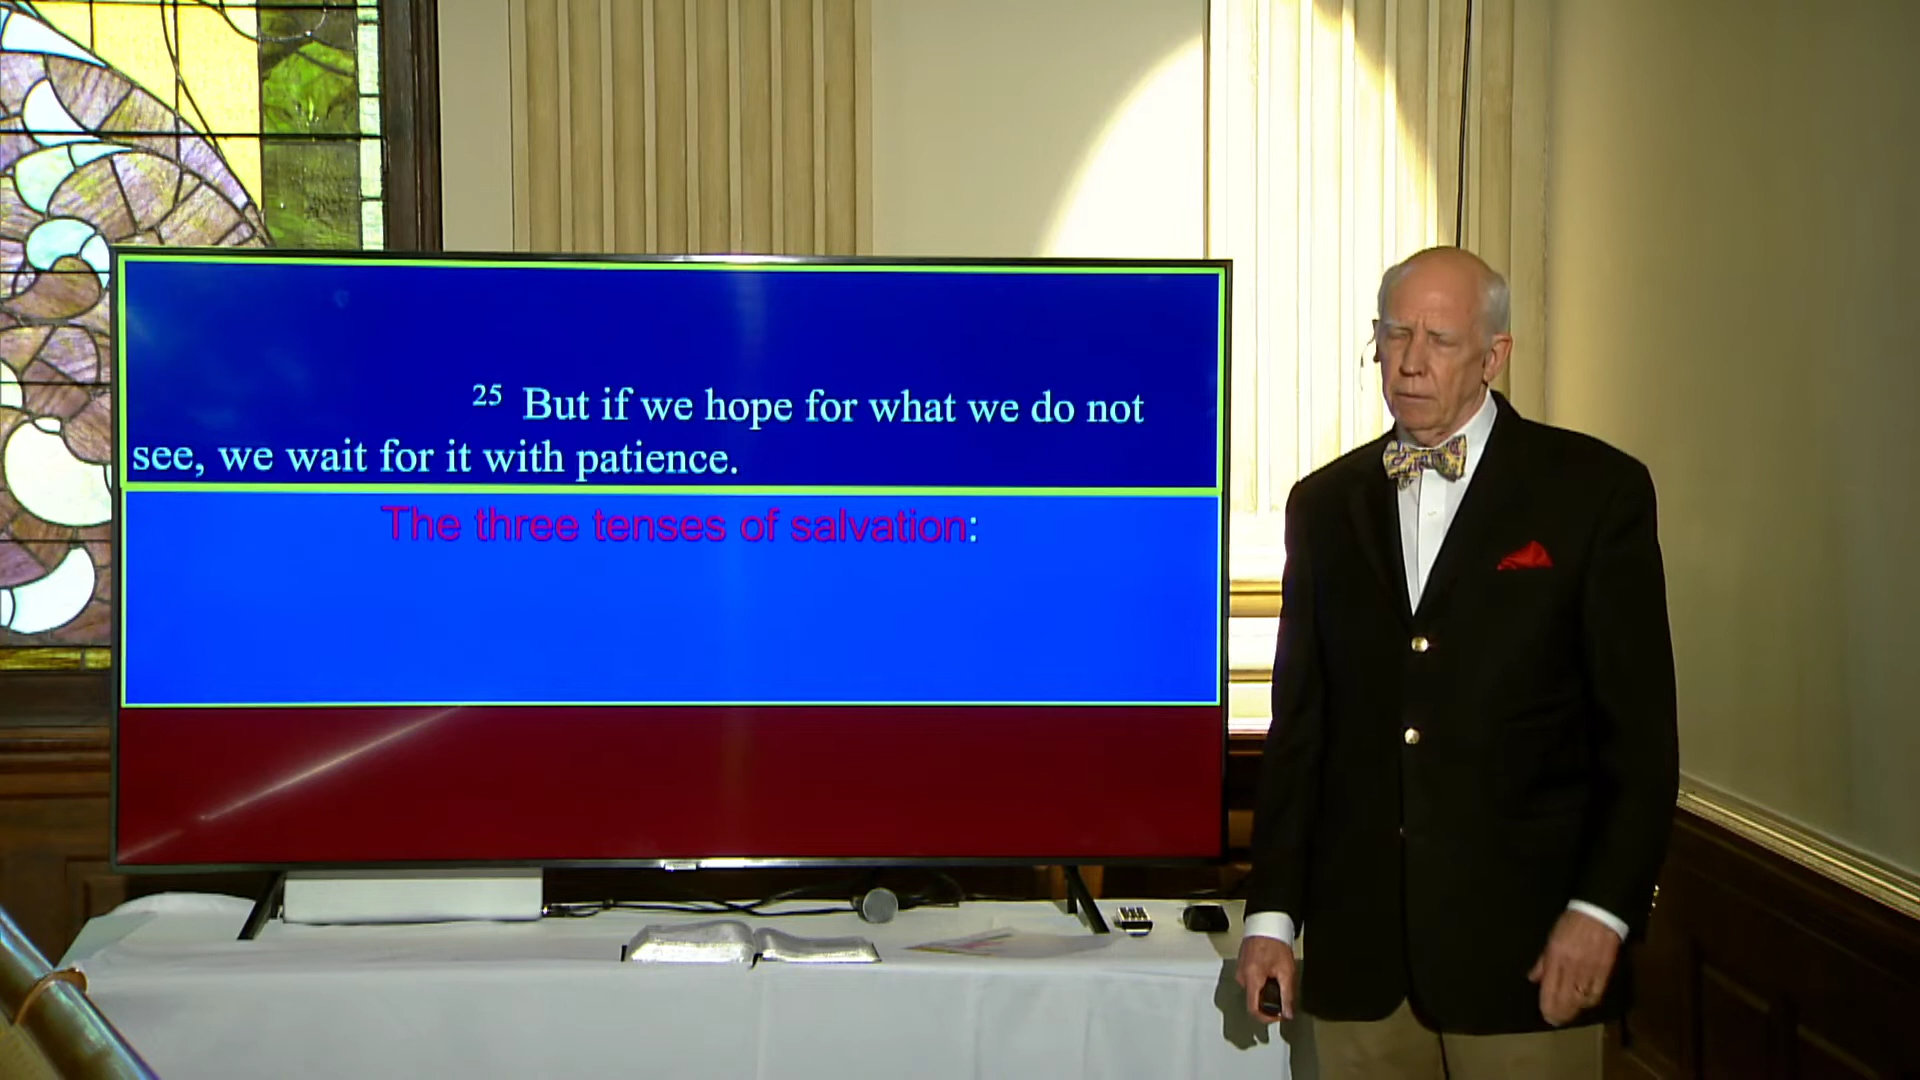 25 But if we hope for what we do not
see, we wait for it with patience.
The three tenses of salvation: